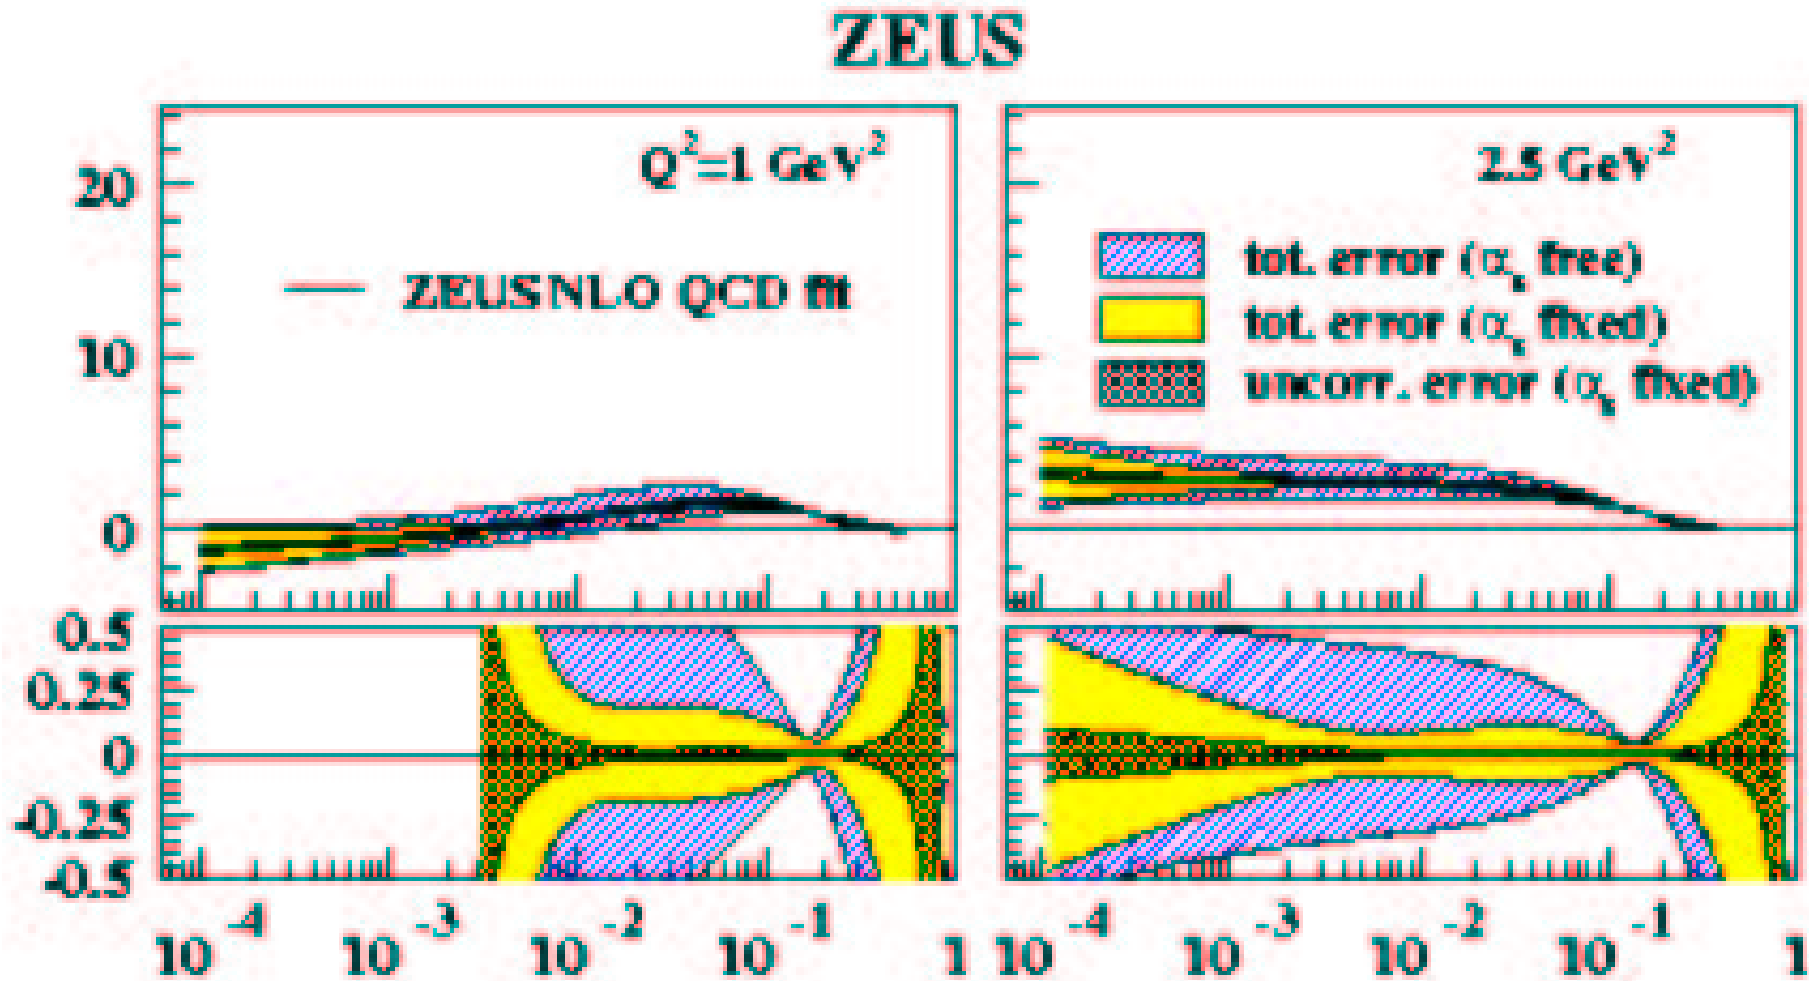 ZEUS
Q²=1 GeV²
2.5 GeV²
20
10
0
ZEUS NLO QCD fit
tot. error (αₛ free)
tot. error (αₛ fixed)
uncorr. error (αₛ fixed)
0.5
0.25
0
-0.25
-0.5
10⁻⁴ 10⁻³ 10⁻² 10⁻¹ 1
10⁻⁴ 10⁻³ 10⁻² 10⁻¹ 1